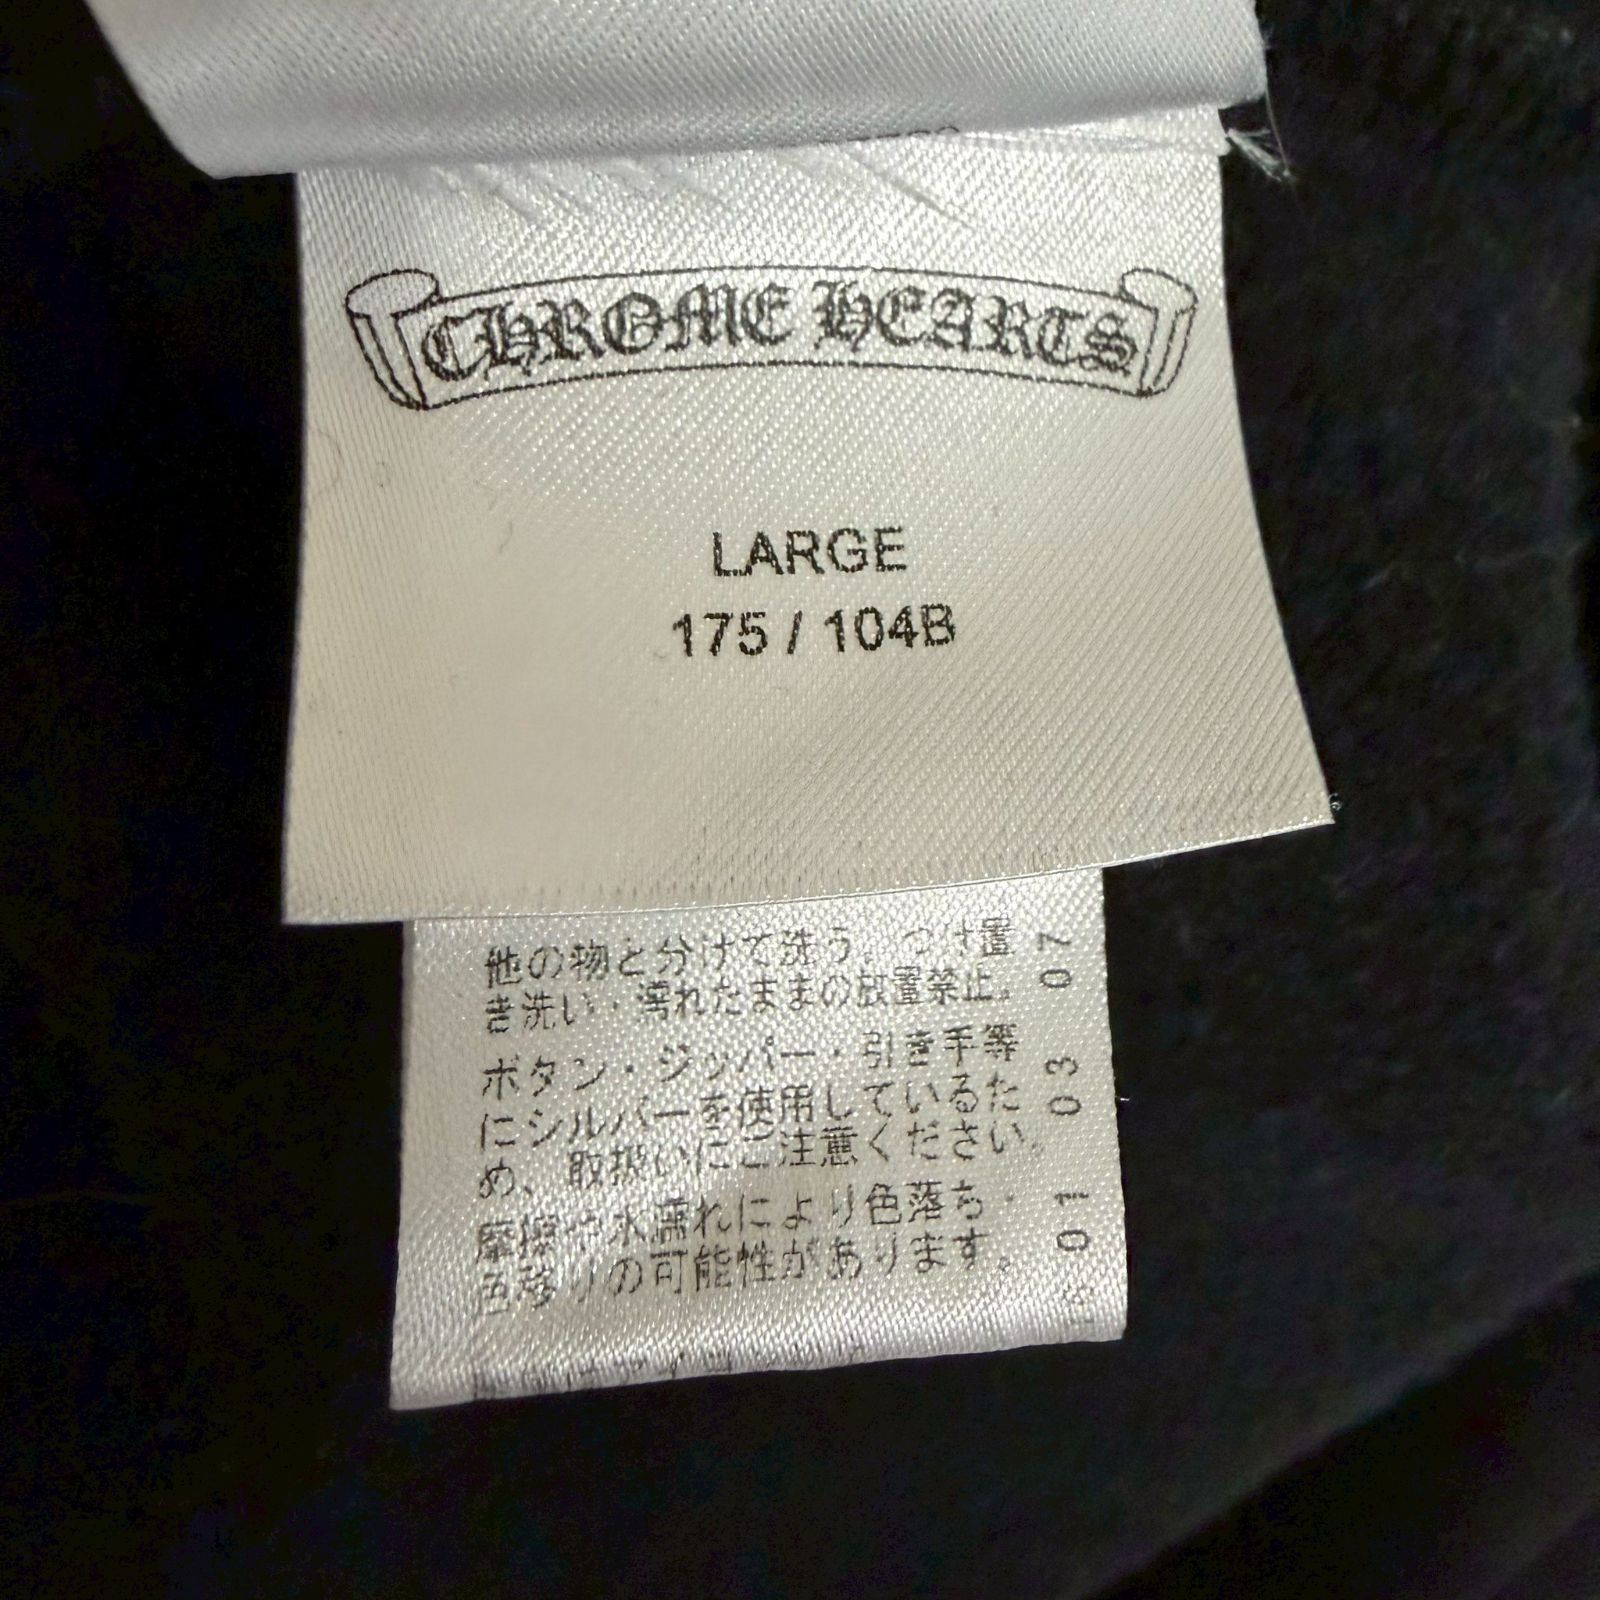 CHROME HEARTS
LARGE
175 / 104B
他の物と分けて洗う。つけ置
き洗い・濡れたままの放置禁止。
ボタン・ジッパー・引き手等
にシルバーを使用しているた
め、取扱いにご注意ください。
摩擦や水濡れにより色落ち・
色移りの可能性があります。
01 03 07